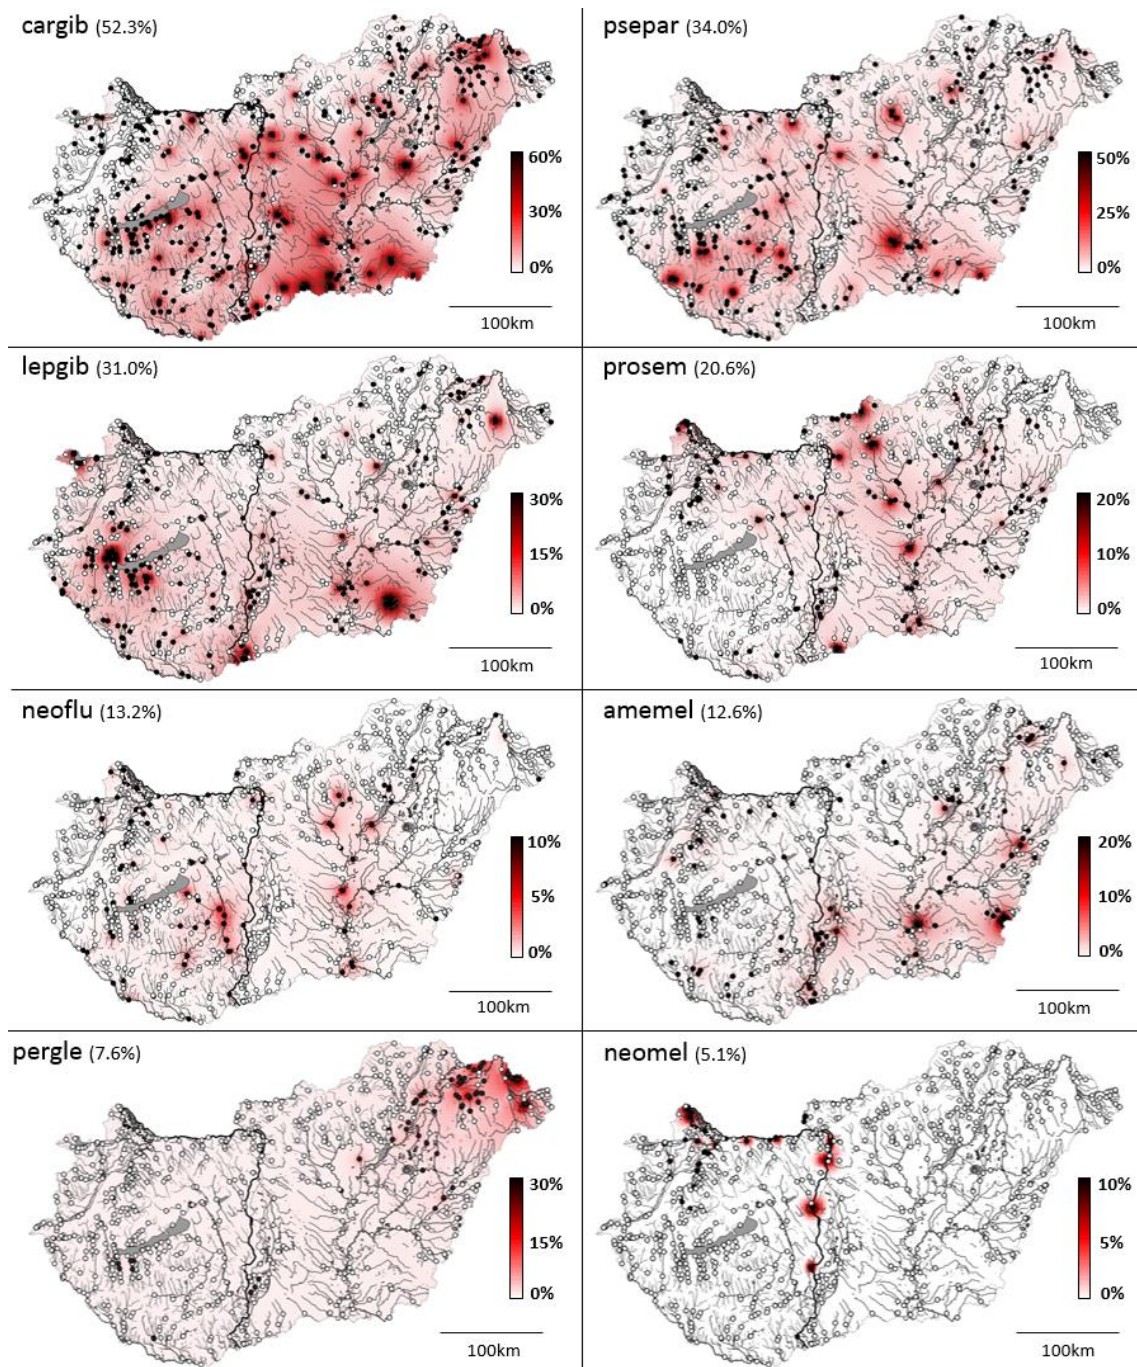 cargib (52.3%)
60%
30%
0%
100km
psepar (34.0%)
50%
25%
0%
100km
lepgib (31.0%)
30%
15%
0%
100km
prosem (20.6%)
20%
10%
0%
100km
neoflu (13.2%)
10%
5%
0%
100km
amemel (12.6%)
20%
10%
0%
100km
pergle (7.6%)
30%
15%
0%
100km
neomel (5.1%)
10%
5%
0%
100km